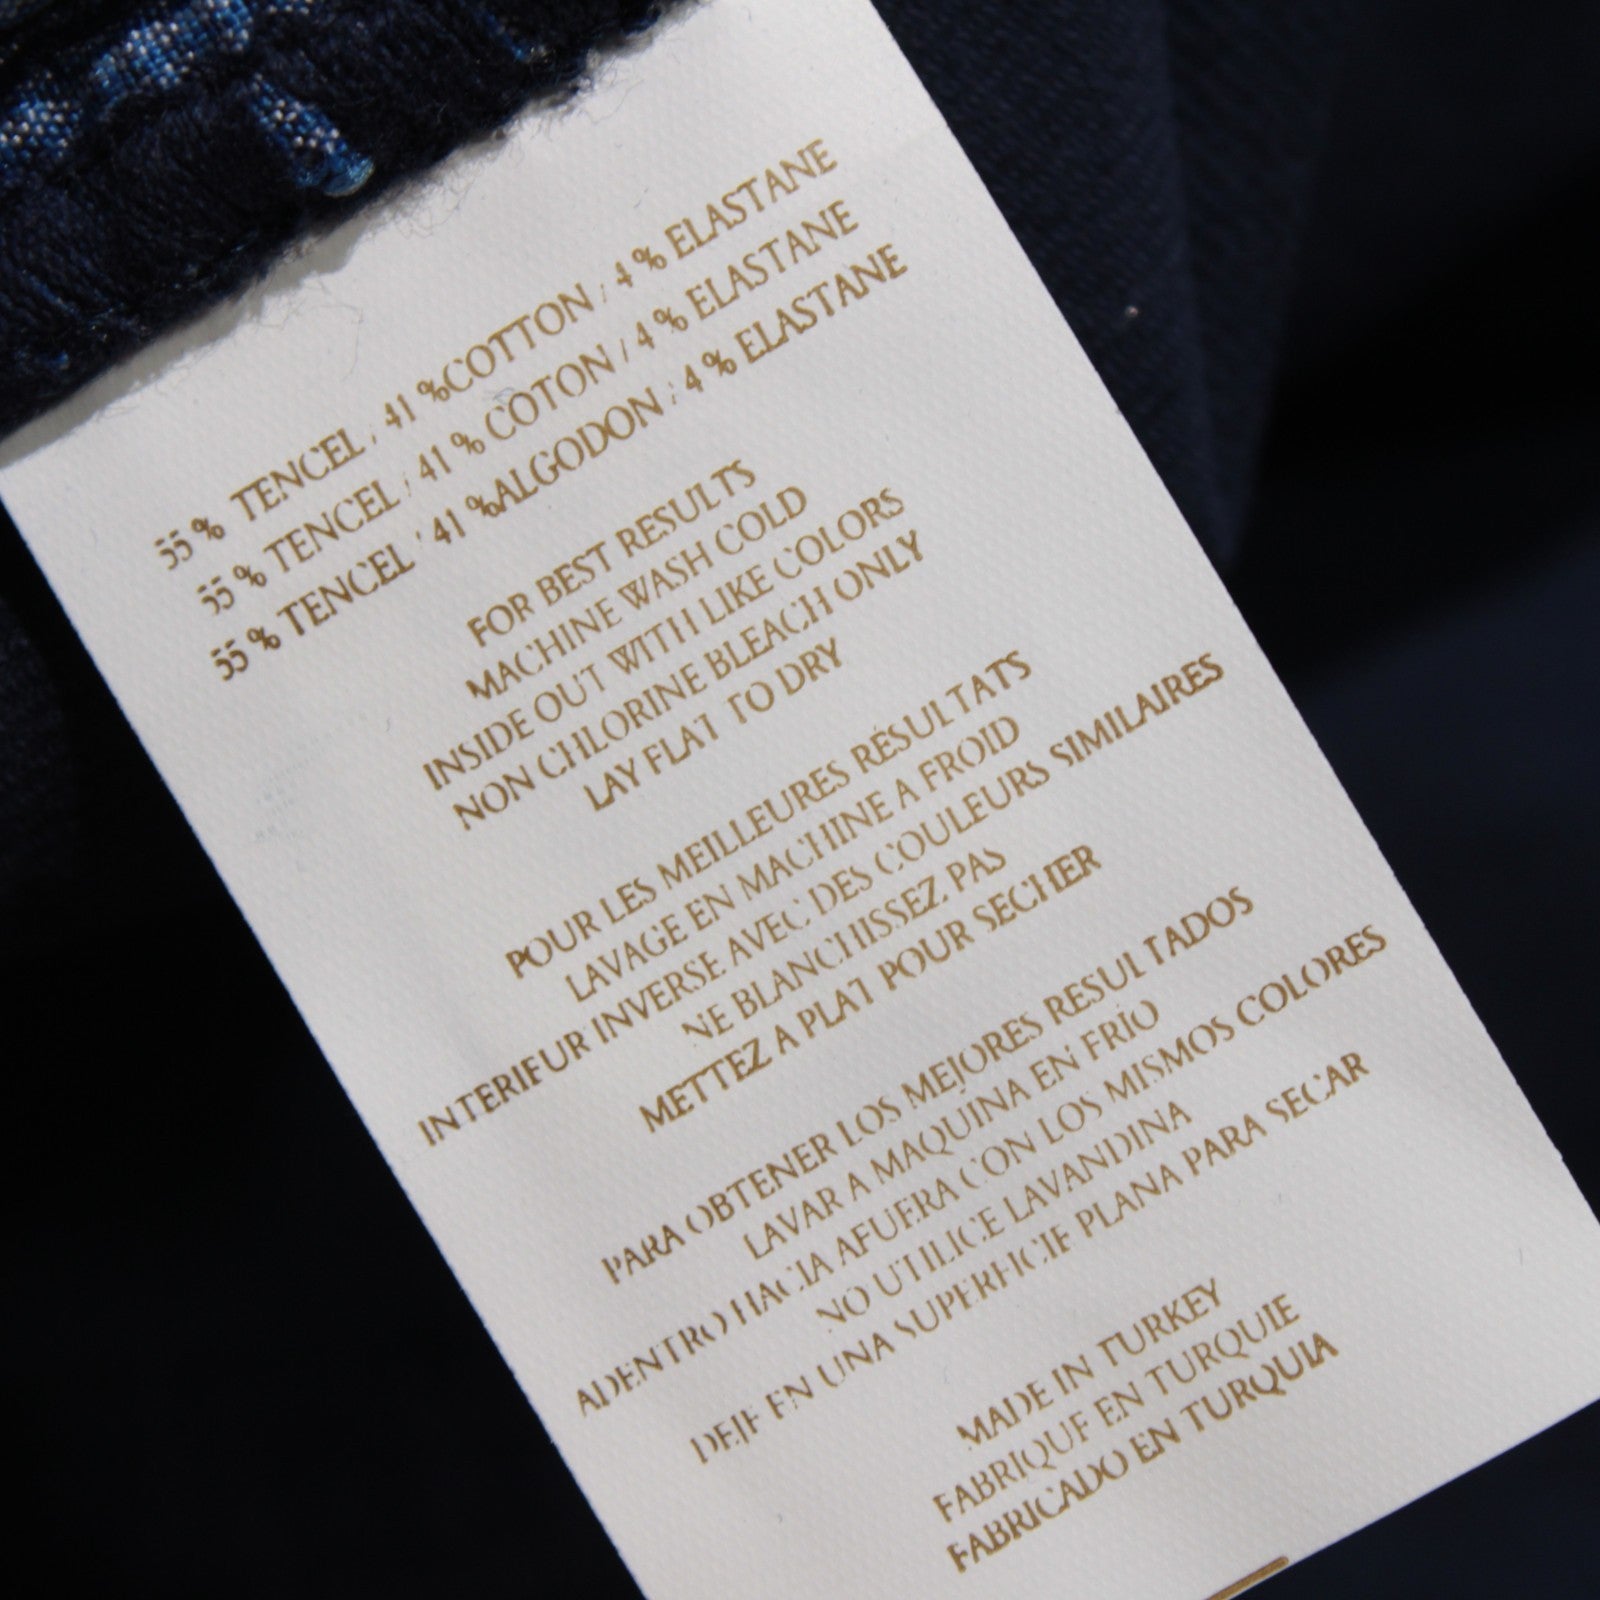 55 % TENCEL / 41 %COTTON / 4 % ELASTANE
55 % TENCEL / 41 % COTON / 4 % ELASTANE
55 % TENCEL / 41 %ALGODON / 4 % ELASTANE
FOR BEST RESULTS
MACHINE WASH COLD
INSIDE OUT WITH LIKE COLORS
NON CHLORINE BLEACH ONLY
LAY FLAT TO DRY
POUR LES MEILLEURES RÉSULTATS
LAVAGE EN MACHINE A FROID
INTERIEUR INVERSE AVEC DES COULEURS SIMILAIRES
NE BLANCHISSEZ PAS
METTEZ A PLAT POUR SECHER
PARA OBTENER LOS MEJORES RESULTADOS
LAVAR A MAQUINA EN FRÍO
ADENTRO HACIA AFUERA CON LOS MISMOS COLORES
NO UTILICE LAVANDINA
DEJE EN UNA SUPERFICIE PLANA PARA SECAR
MADE IN TURKEY
FABRIQUE EN TURQUIE
FABRICADO EN TURQUIA